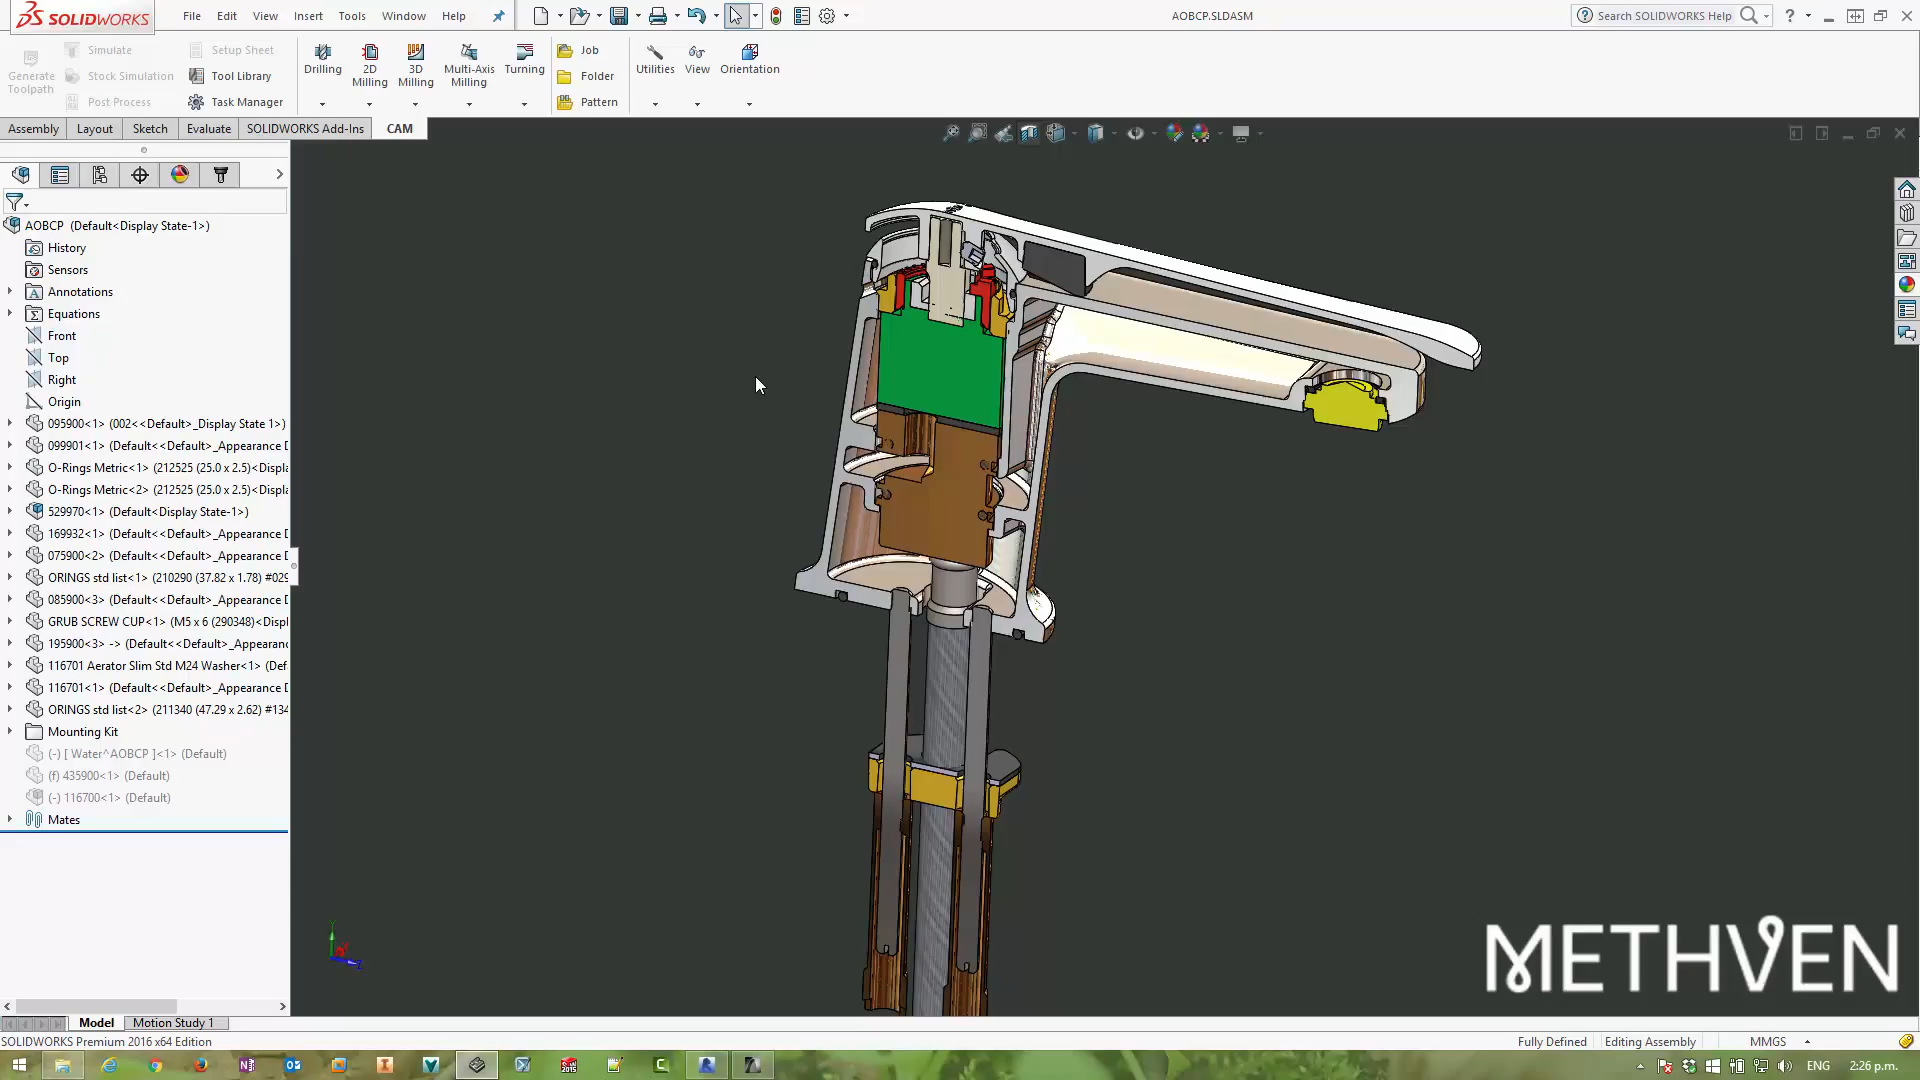 SOLIDWORKS File Edit View Insert Tools Window Help AOBCP.SLDASM Search SOLIDWORKS Help
Generate Toolpath
Simulate
Stock Simulation
Post Process
Setup Sheet
Tool Library
Task Manager
Drilling
2D Milling
3D Milling
Multi-Axis Milling
Turning
Job
Folder
Pattern
Utilities
View
Orientation
Assembly Layout Sketch Evaluate SOLIDWORKS Add-Ins CAM
AOBCP (Default<Display State-1>)
History
Sensors
Annotations
Equations
Front
Top
Right
Origin
095900<1> (002<<Default>_Display State 1>)
099901<1> (Default<<Default>_Appearance D
O-Rings Metric<1> (212525 (25.0 x 2.5)<Displa
O-Rings Metric<2> (212525 (25.0 x 2.5)<Displa
529970<1> (Default<Display State-1>)
169932<1> (Default<<Default>_Appearance D
075900<2> (Default<<Default>_Appearance D
ORINGS std list<1> (210290 (37.82 x 1.78) #029
085900<3> (Default<<Default>_Appearance D
GRUB SCREW CUP<1> (M5 x 6 (290348)<Displ
195900<3> -> (Default<<Default>_Appearanc
116701 Aerator Slim Std M24 Washer<1> (Def
116701<1> (Default<<Default>_Appearance D
ORINGS std list<2> (211340 (47.29 x 2.62) #134
Mounting Kit
(-) [ Water^AOBCP ]<1> (Default)
(f) 435900<1> (Default)
(-) 116700<1> (Default)
Mates
METHVEN
Model Motion Study 1
SOLIDWORKS Premium 2016 x64 Edition Fully Defined Editing Assembly MMGS
ENG 2:26 p.m.